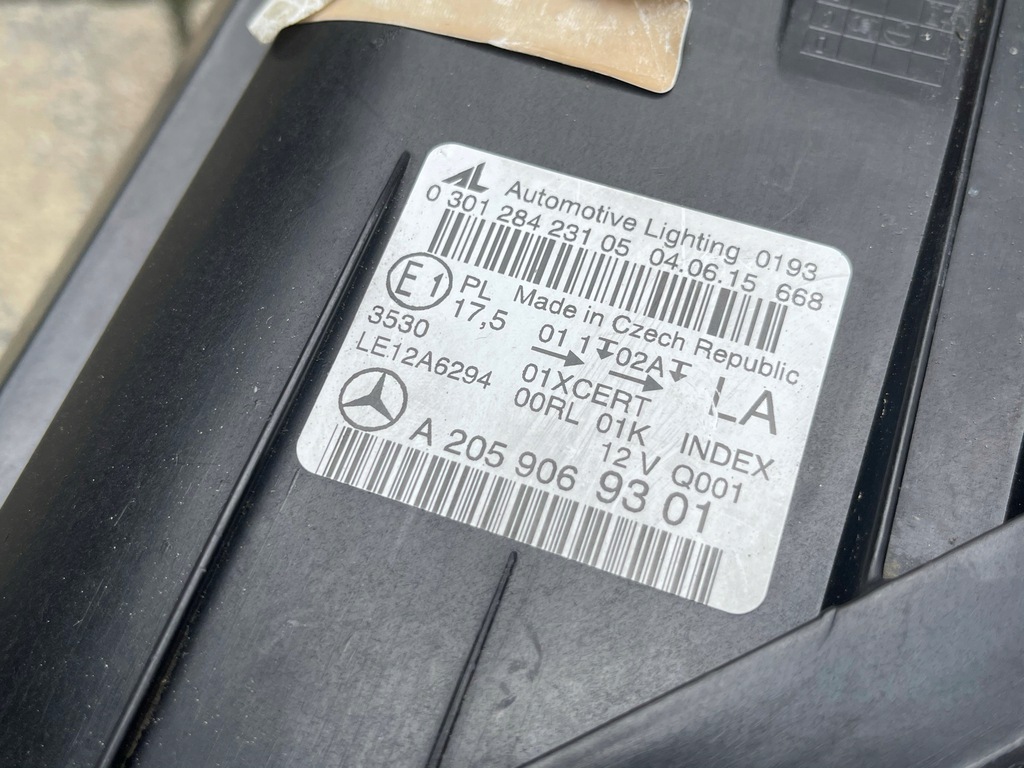 AL Automotive Lighting 0193
0 301 284 231 05 04.06.15 668
E1 PL 17,5 Made in Czech Republic
3530 01 1 02A LA
LE12A6294 01XCERT
00RL 01K INDEX
12 V Q001
A 205 906 93 01